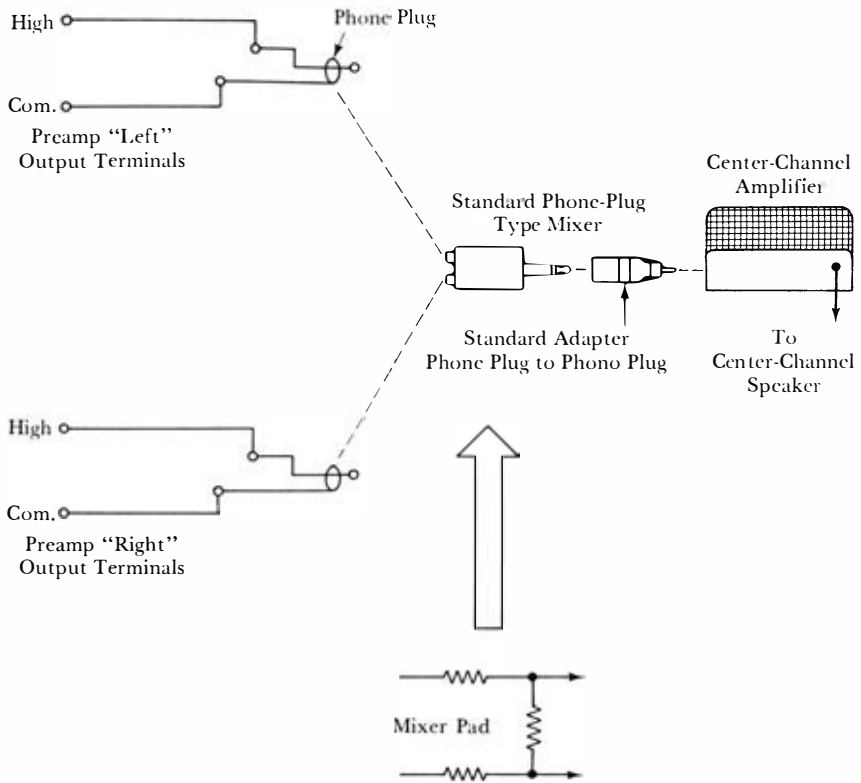 High
Phone Plug
Com.
Preamp “Left”
Output Terminals
Standard Phone-Plug
Type Mixer
Center-Channel
Amplifier
Standard Adapter
Phone Plug to Phono Plug
To
Center-Channel
Speaker
High
Com.
Preamp “Right”
Output Terminals
Mixer Pad